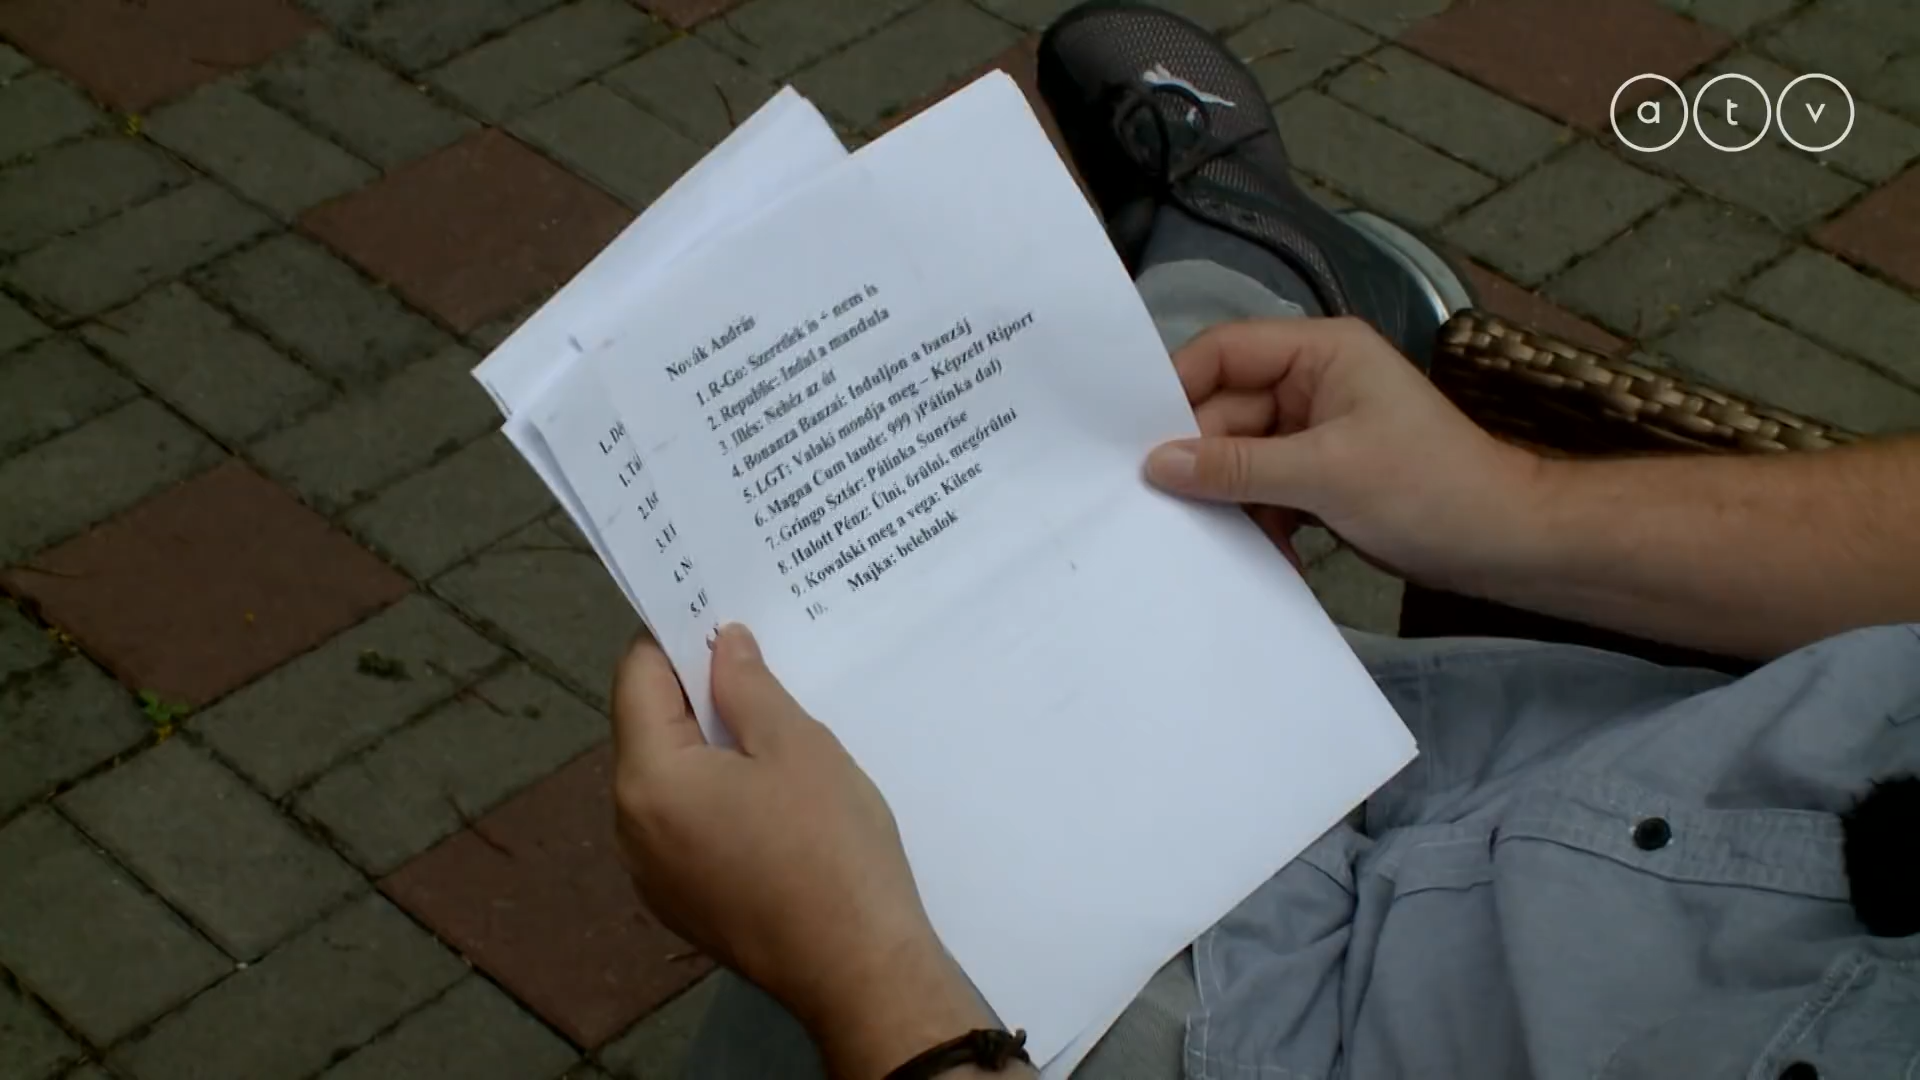 a t v
Novák András
1. R-Go: Szeretlek is + nem is
2. Republic: Indul a mandula
3. Illés: Nehéz az út
4. Bonanza Banzai: Induljon a banzáj
5. LGT: Valaki mondja meg – Képzelt Riport
6. Magna Cum laude: 999 )Pálinka dal)
7. Gringo Sztár: Pálinka Sunrise
8. Halott Pénz: Úlni, őrülni, megőrülni
9. Kowalski meg a vega: Kilenc
10. Majka: belehalok
1.
1.
2.
3.
4.
5.